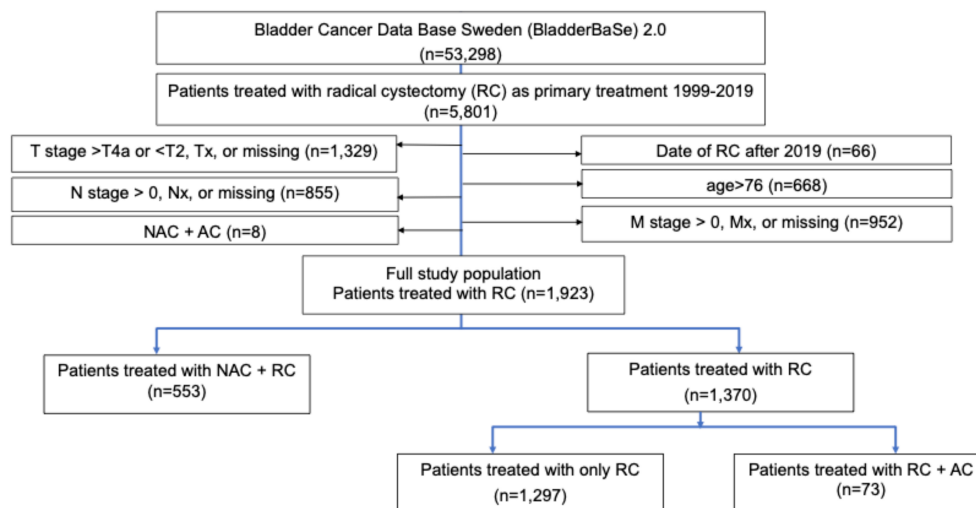 Bladder Cancer Data Base Sweden (BladderBaSe) 2.0
(n=53,298)
Patients treated with radical cystectomy (RC) as primary treatment 1999-2019
(n=5,801)
T stage >T4a or <T2, Tx, or missing (n=1,329)
Date of RC after 2019 (n=66)
N stage > 0, Nx, or missing (n=855)
age>76 (n=668)
NAC + AC (n=8)
M stage > 0, Mx, or missing (n=952)
Full study population
Patients treated with RC (n=1,923)
Patients treated with NAC + RC
(n=553)
Patients treated with RC
(n=1,370)
Patients treated with only RC
(n=1,297)
Patients treated with RC + AC
(n=73)